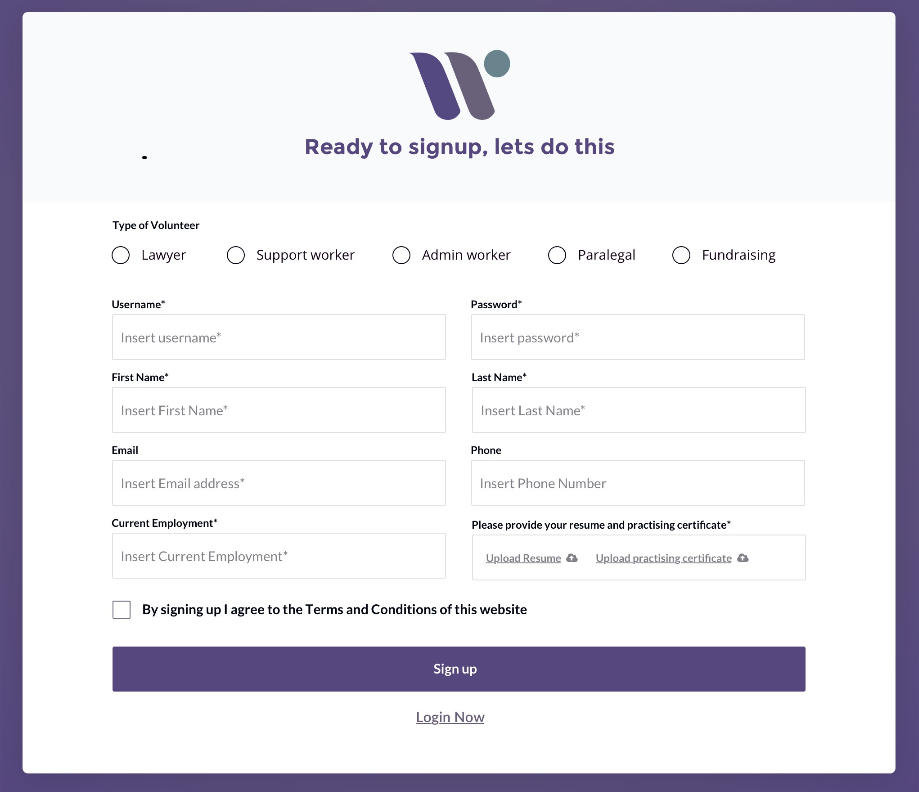 Ready to signup, lets do this
Type of Volunteer
Lawyer Support worker Admin worker Paralegal Fundraising
Username* Password*
Insert username* Insert password*
First Name* Last Name*
Insert First Name* Insert Last Name*
Email Phone
Insert Email address* Insert Phone Number
Current Employment* Please provide your resume and practising certificate*
Insert Current Employment* Upload Resume Upload practising certificate
By signing up I agree to the Terms and Conditions of this website
Sign up
Login Now